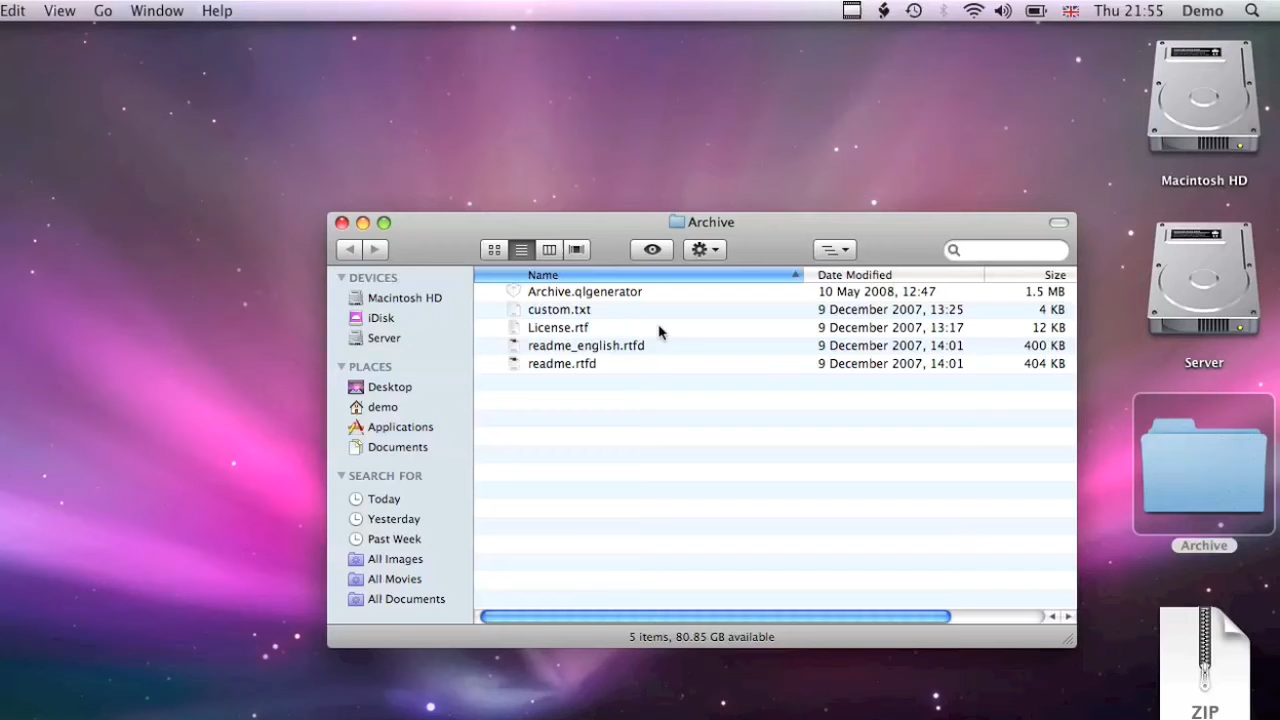 Edit View Go Window Help Thu 21:55 Demo
Macintosh HD
Server
Archive
ZIP
Archive
Name Date Modified Size
Archive.qlgenerator 10 May 2008, 12:47 1.5 MB
custom.txt 9 December 2007, 13:25 4 KB
License.rtf 9 December 2007, 13:17 12 KB
readme_english.rtfd 9 December 2007, 14:01 400 KB
readme.rtfd 9 December 2007, 14:01 404 KB
DEVICES
Macintosh HD
iDisk
Server
PLACES
Desktop
demo
Applications
Documents
SEARCH FOR
Today
Yesterday
Past Week
All Images
All Movies
All Documents
5 items, 80.85 GB available